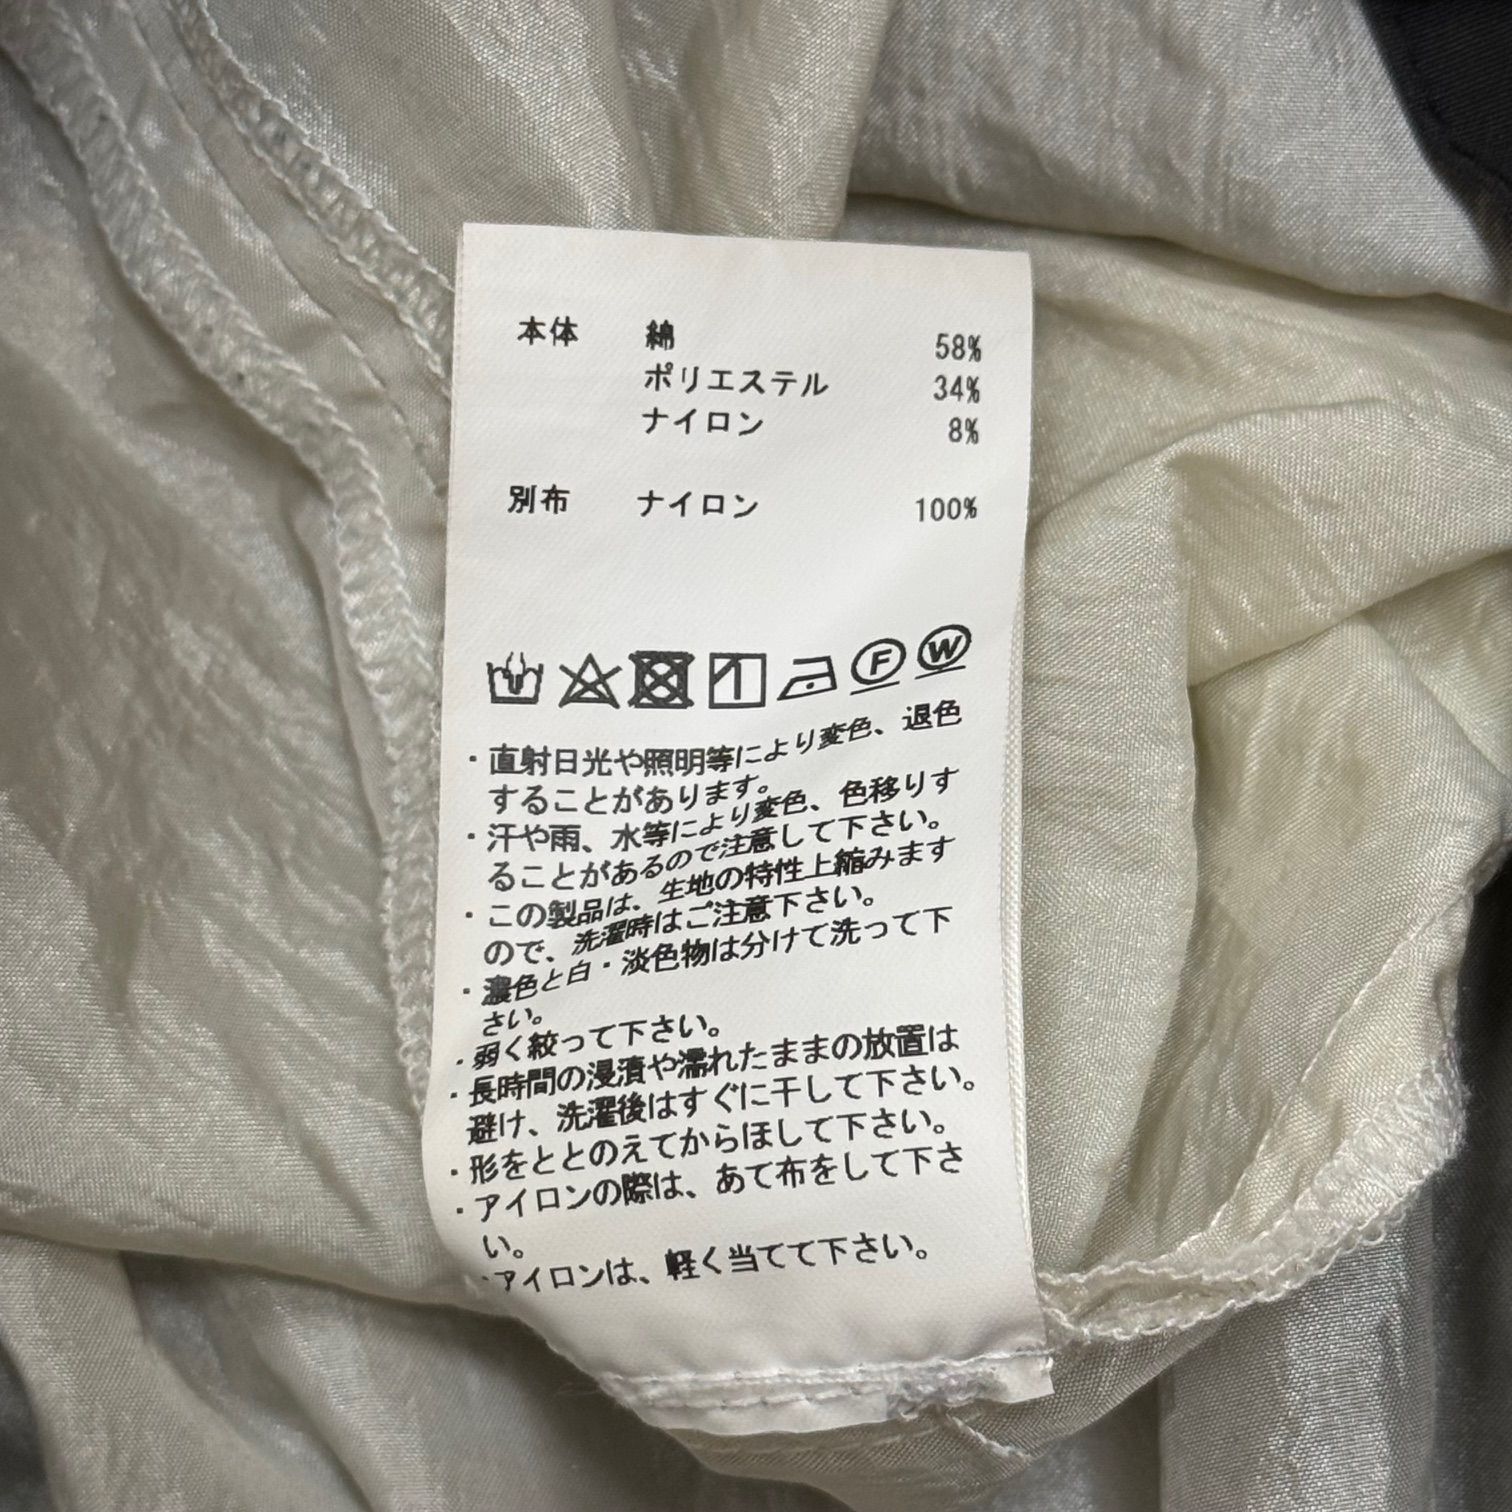 本体 綿 58%
ポリエステル 34%
ナイロン 8%
別布 ナイロン 100%
F W
・直射日光や照明等により変色、退色
することがあります。
・汗や雨、水等により変色、色移りす
ることがあるので注意して下さい。
・この製品は、生地の特性上縮みます
ので、洗濯時はご注意下さい。
・濃色と白・淡色物は分けて洗って下
さい。
・弱く絞って下さい。
・長時間の浸漬や濡れたままの放置は
避け、洗濯後はすぐに干して下さい。
・形をととのえてからほして下さい。
・アイロンの際は、あて布をして下さ
い。
・アイロンは、軽く当てて下さい。